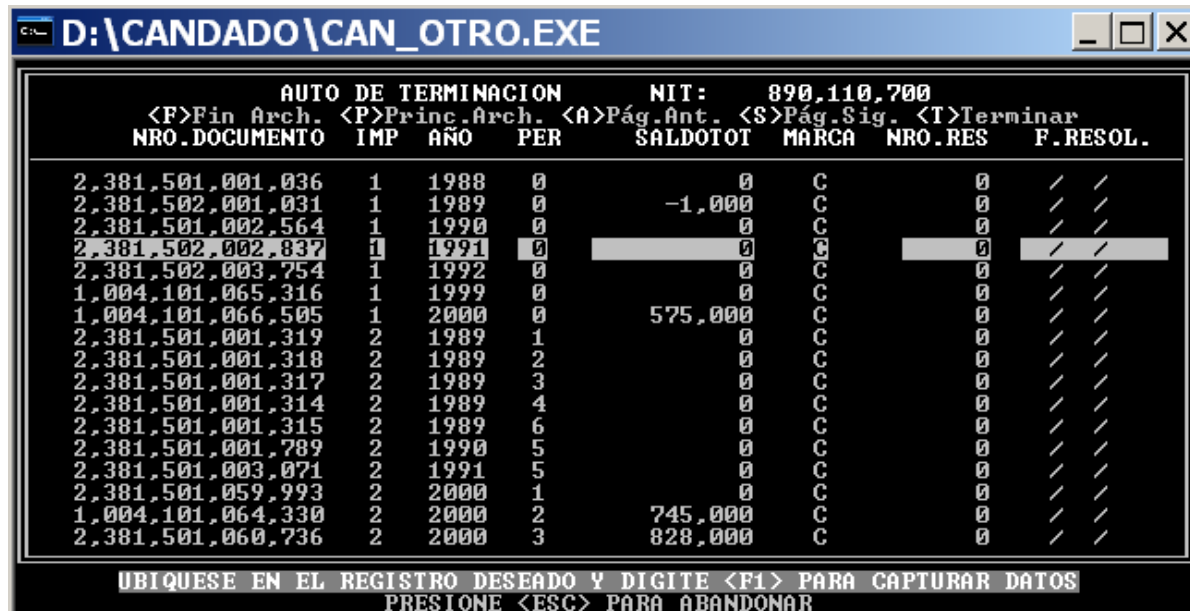 D:\CANDADO\CAN_OTRO.EXE
AUTO DE TERMINACION NIT: 890,110,700
<F>Fin Arch. <P>Princ.Arch. <A>Pág.Ant. <S>Pág.Sig. <T>Terminar
NRO.DOCUMENTO IMP AÑO PER SALDOTOT MARCA NRO.RES F.RESOL.
2,381,501,001,036 1 1988 0 0 C 0 / /
2,381,502,001,031 1 1989 0 -1,000 C 0 / /
2,381,501,002,564 1 1990 0 0 C 0 / /
2,381,502,002,837 1 1991 0 0 C 0 / /
2,381,502,003,754 1 1992 0 0 C 0 / /
1,004,101,065,316 1 1999 0 0 C 0 / /
1,004,101,066,505 1 2000 0 575,000 C 0 / /
2,381,501,001,319 2 1989 1 0 C 0 / /
2,381,501,001,318 2 1989 2 0 C 0 / /
2,381,501,001,317 2 1989 3 0 C 0 / /
2,381,501,001,314 2 1989 4 0 C 0 / /
2,381,501,001,315 2 1989 6 0 C 0 / /
2,381,501,001,789 2 1990 5 0 C 0 / /
2,381,501,003,071 2 1991 5 0 C 0 / /
2,381,501,059,993 2 2000 1 0 C 0 / /
1,004,101,064,330 2 2000 2 745,000 C 0 / /
2,381,501,060,736 2 2000 3 828,000 C 0 / /
UBIQUESE EN EL REGISTRO DESEADO Y DIGITE <F1> PARA CAPTURAR DATOS
PRESIONE <ESC> PARA ABANDONAR